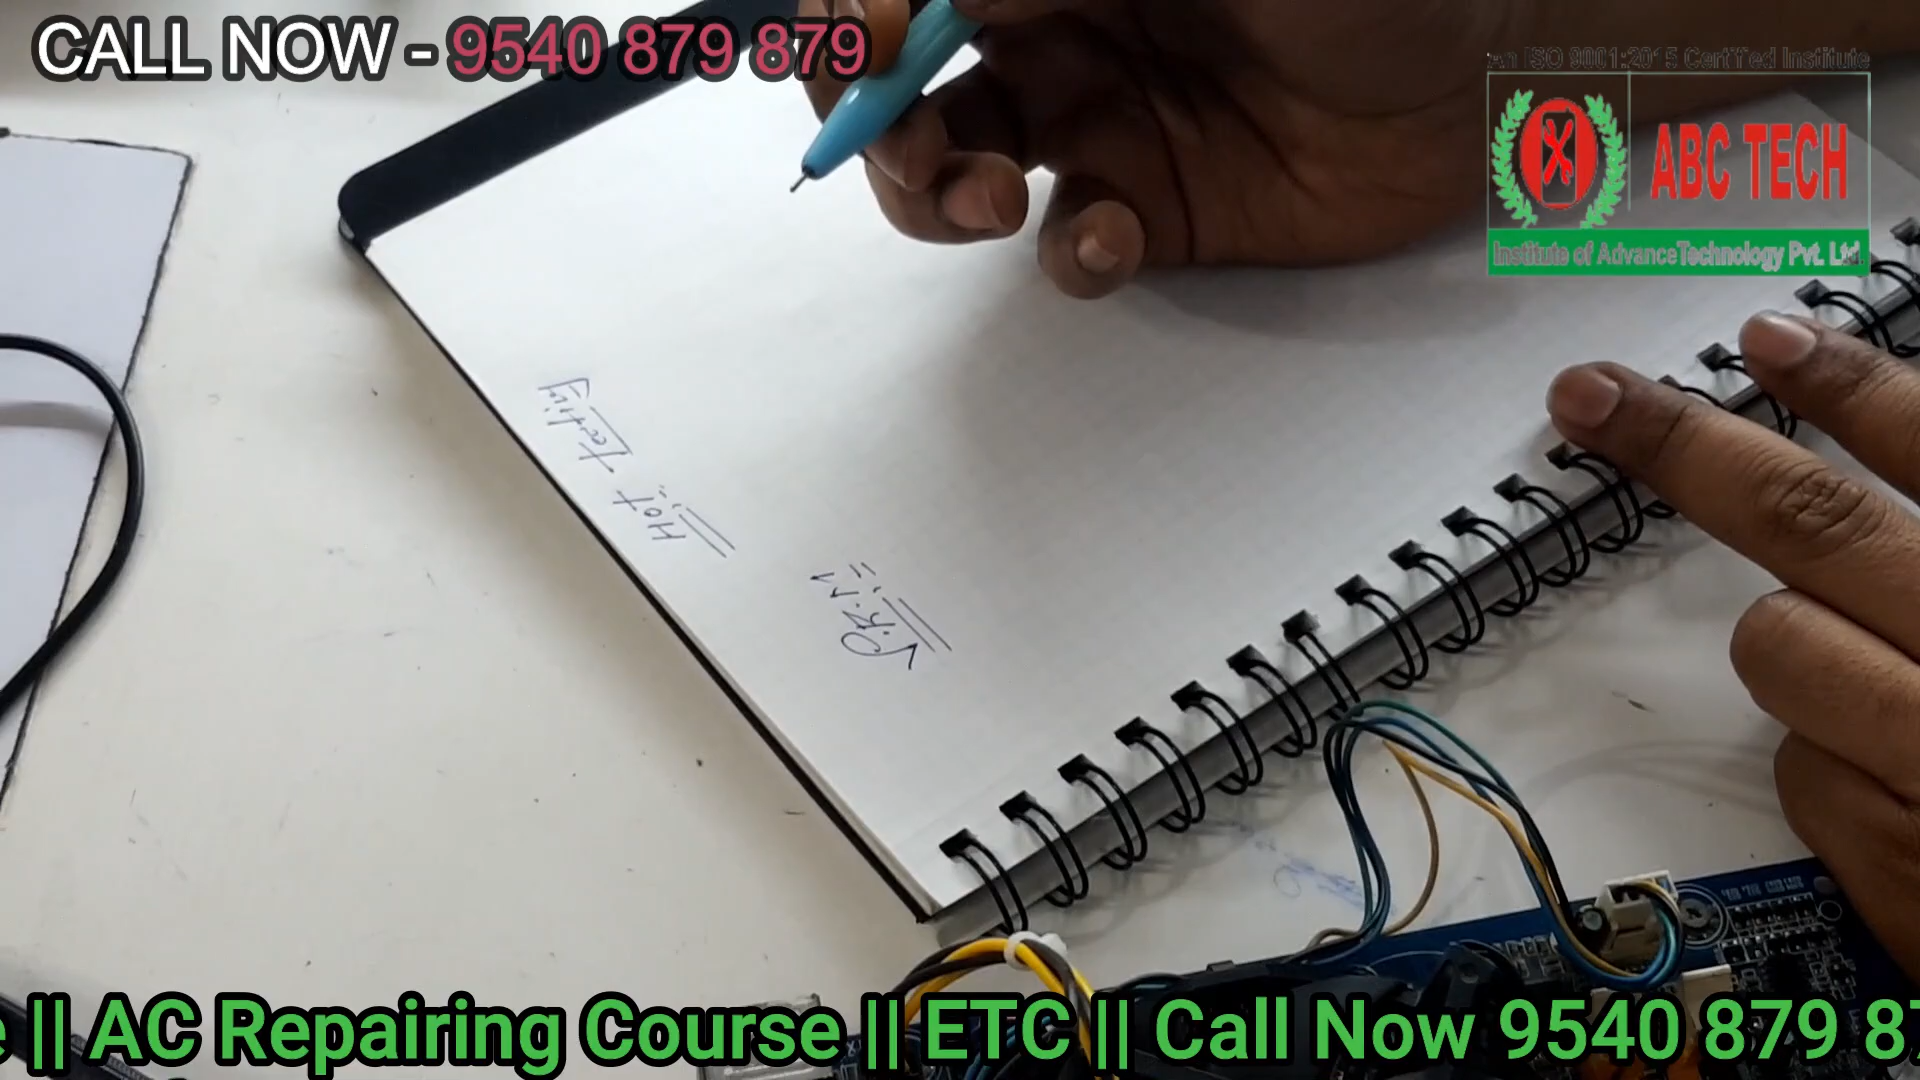 CALL NOW - 9540 879 879
An ISO 9001:2015 Certified Institute
ABC TECH
Institute of Advance Technology Pvt. Ltd.
P.K.M
Hot Testing
|| AC Repairing Course || ETC || Call Now 9540 879 87